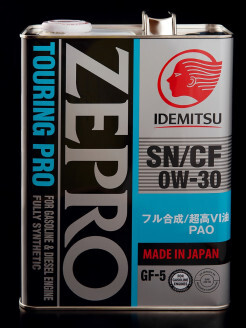 ZEPRO
TOURING PRO
FOR GASOLINE & DIESEL ENGINE
FULLY SYNTHETIC
IDEMITSU
SN/CF
0W-30
フル合成/超高VI油
PAO
MADE IN JAPAN
GF-5